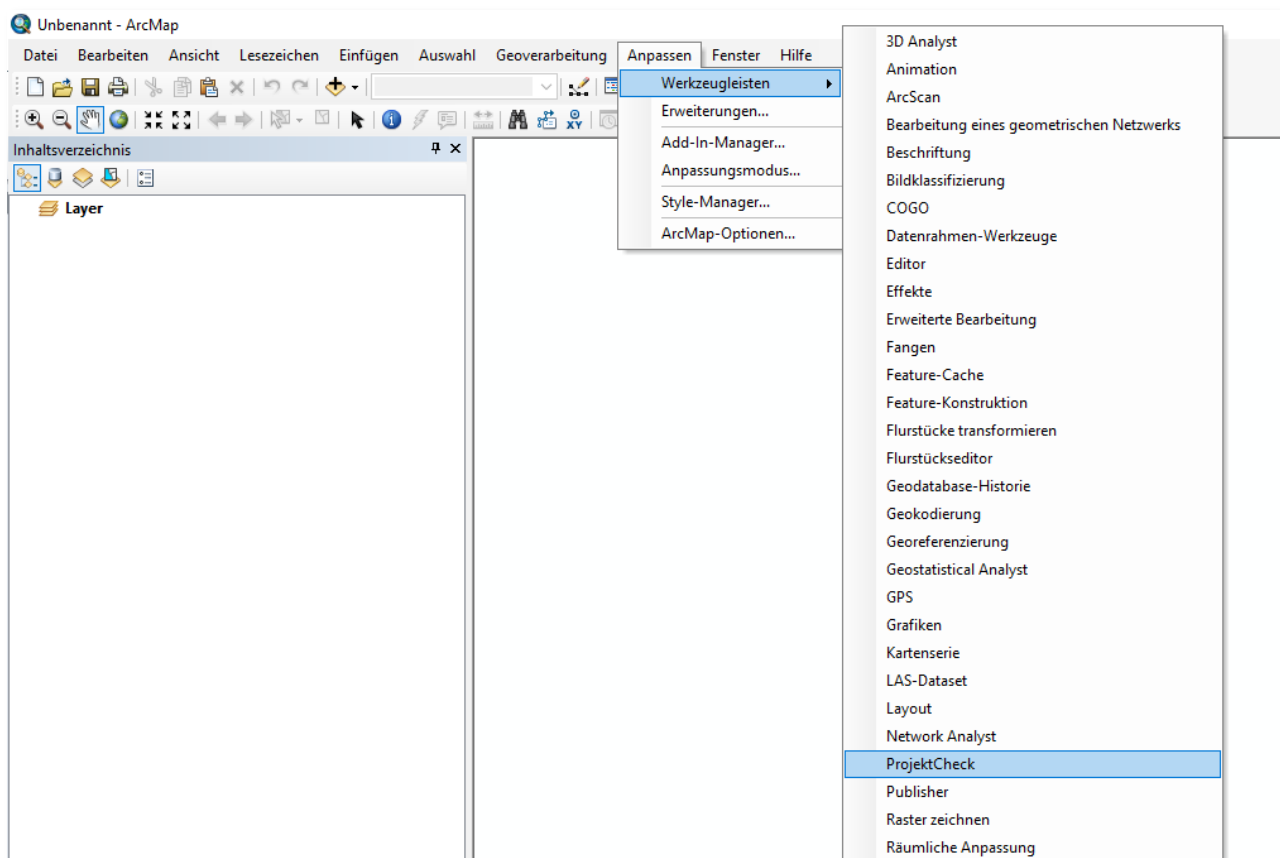 Unbenannt - ArcMap
Datei Bearbeiten Ansicht Lesezeichen Einfügen Auswahl Geoverarbeitung Anpassen Fenster Hilfe
Inhaltsverzeichnis
Layer
Werkzeugleisten
Erweiterungen...
Add-In-Manager...
Anpassungsmodus...
Style-Manager...
ArcMap-Optionen...
3D Analyst
Animation
ArcScan
Bearbeitung eines geometrischen Netzwerks
Beschriftung
Bildklassifizierung
COGO
Datenrahmen-Werkzeuge
Editor
Effekte
Erweiterte Bearbeitung
Fangen
Feature-Cache
Feature-Konstruktion
Flurstücke transformieren
Flurstückseditor
Geodatabase-Historie
Geokodierung
Georeferenzierung
Geostatistical Analyst
GPS
Grafiken
Kartenserie
LAS-Dataset
Layout
Network Analyst
ProjektCheck
Publisher
Raster zeichnen
Räumliche Anpassung